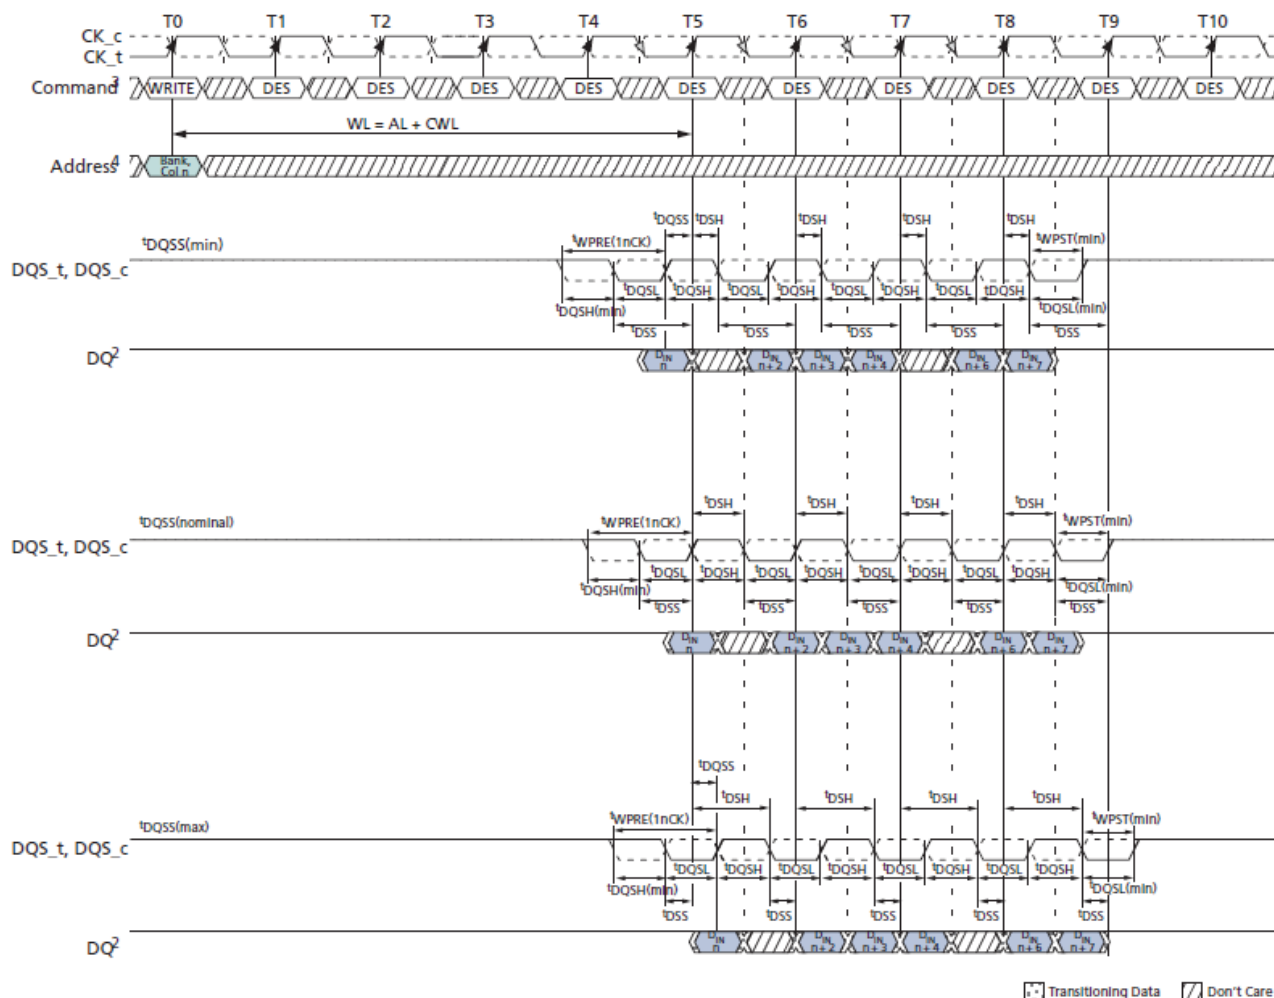 T0 T1 T2 T3 T4 T5 T6 T7 T8 T9 T10
CK_c
CK_t
Command3 WRITE DES DES DES DES DES DES DES DES DES DES
WL = AL + CWL
Address4 Bank, Col n
tDQSS tDSH tDSH tDSH tDSH
tDQSS(min) tWPRE(1nCK) tWPST(min)
DQS_t, DQS_c
tDQSL tDQSH tDQSL tDQSH tDQSL tDQSH tDQSL tDQSH
tDQSH(min) tDQSL(min)
tDSS tDSS tDSS tDSS tDSS
DQ2 DIN n DIN n + 2 DIN n + 3 DIN n + 4 DIN n + 6 DIN n + 7
tDSH tDSH tDSH tDSH
tDQSS(nominal) tWPRE(1nCK) tWPST(min)
DQS_t, DQS_c
tDQSL tDQSH tDQSL tDQSH tDQSL tDQSH tDQSL tDQSH
tDQSH(min) tDQSL(min)
tDSS tDSS tDSS tDSS tDSS
DQ2 DIN n DIN n + 2 DIN n + 3 DIN n + 4 DIN n + 6 DIN n + 7
tDQSS
tDSH tDSH tDSH tDSH
tDQSS(max) tWPRE(1nCK) tWPST(min)
DQS_t, DQS_c
tDQSL tDQSH tDQSL tDQSH tDQSL tDQSH tDQSL tDQSH
tDQSH(min) tDQSL(min)
tDSS tDSS tDSS tDSS tDSS
DQ2 DIN n DIN n + 2 DIN n + 3 DIN n + 4 DIN n + 6 DIN n + 7
Transitioning Data Don't Care